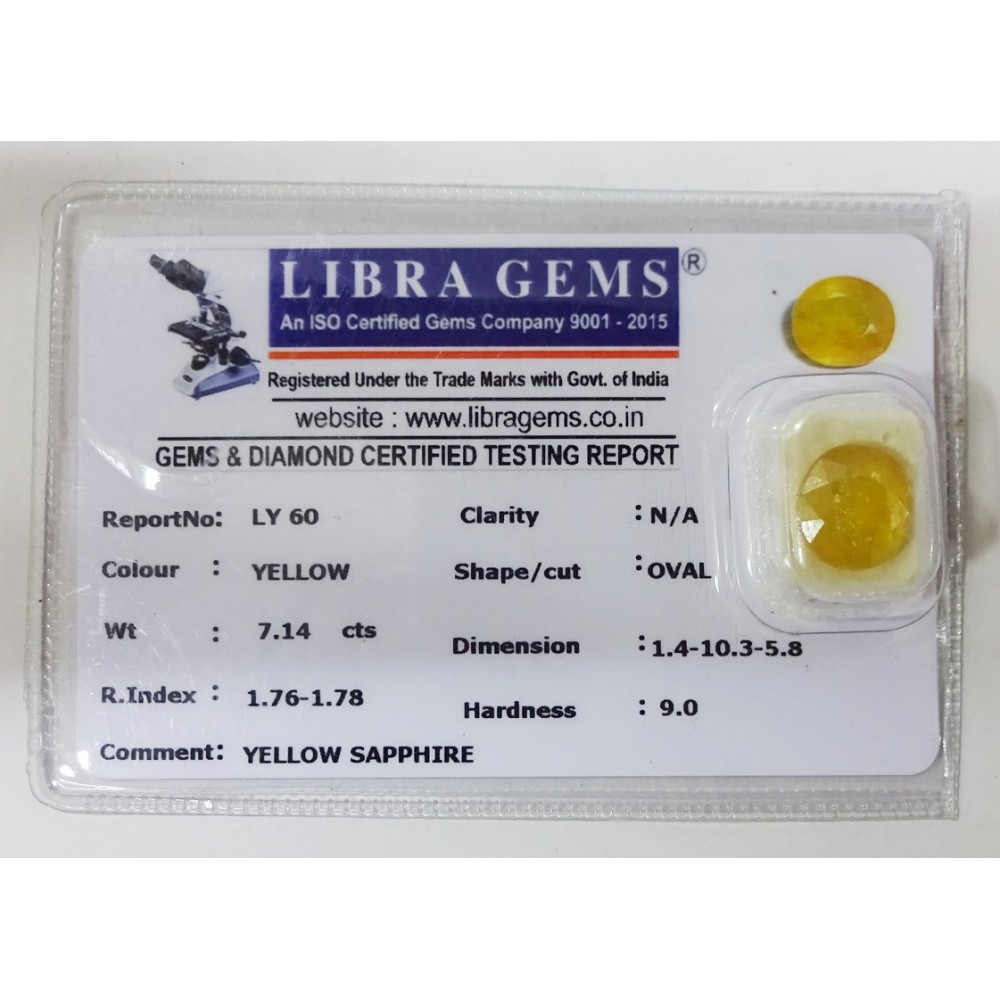 LIBRA GEMS ®
An ISO Certified Gems Company 9001 - 2015
Registered Under the Trade Marks with Govt. of India
website : www.libragems.co.in
GEMS & DIAMOND CERTIFIED TESTING REPORT
ReportNo: LY 60 Clarity : N/A
Colour : YELLOW Shape/cut : OVAL
Wt : 7.14 cts Dimension : 1.4-10.3-5.8
R.Index : 1.76-1.78 Hardness : 9.0
Comment: YELLOW SAPPHIRE